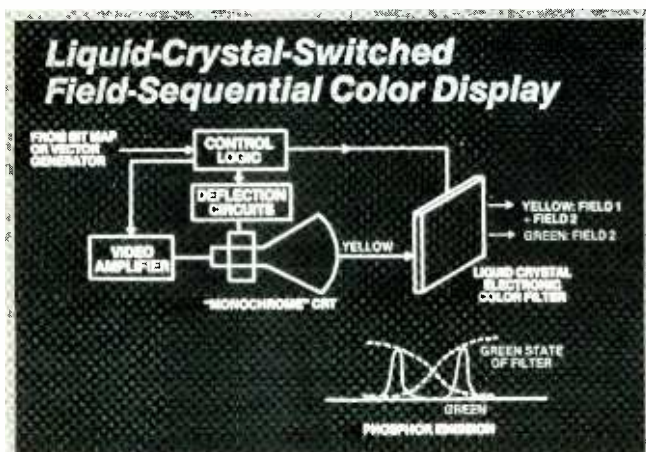 Liquid-Crystal-Switched
Field-Sequential Color Display
FROM BIT MAP
OR VECTOR
GENERATOR
CONTROL
LOGIC
DEFLECTION
CIRCUITS
VIDEO
AMPLIFIER
YELLOW
"MONOCHROME" CRT
YELLOW: FIELD 1
+ FIELD 2
GREEN: FIELD 2
LIQUID CRYSTAL
ELECTRONIC
COLOR FILTER
GREEN STATE
OF FILTER
GREEN
PHOSPHOR EMISSION